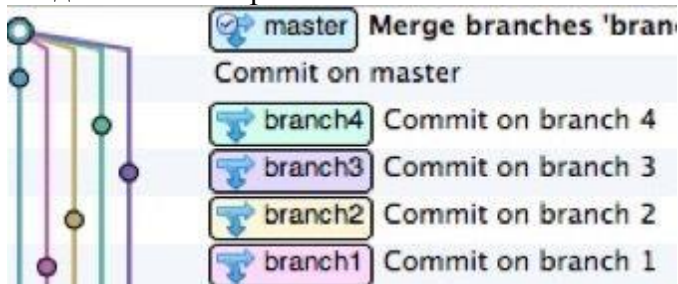 master Merge branches 'bran
Commit on master
branch4 Commit on branch 4
branch3 Commit on branch 3
branch2 Commit on branch 2
branch1 Commit on branch 1